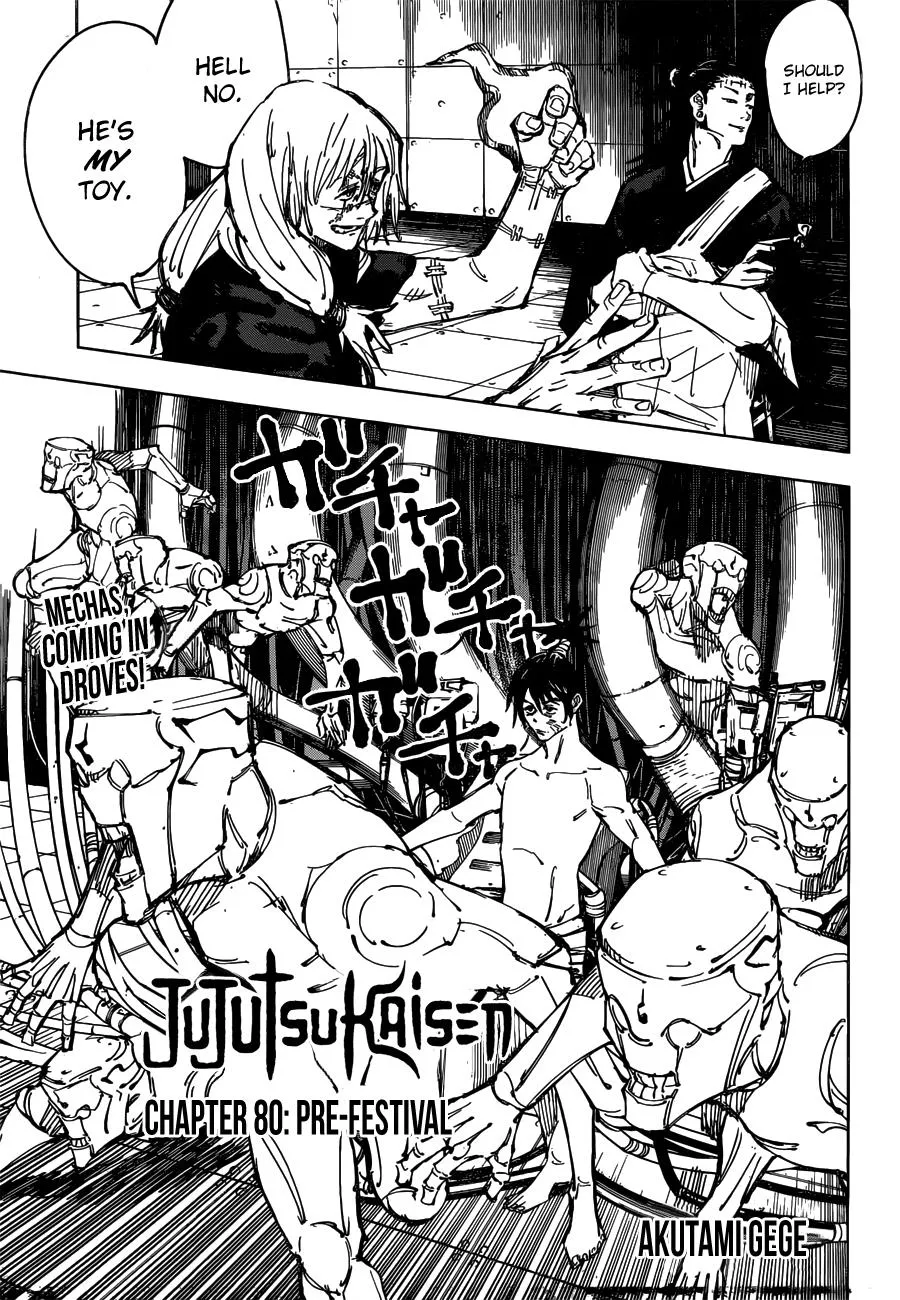 SHOULD
I HELP?
HELL
NO.
HE'S
MY
TOY.
ガチャ
ガチャ
ガチャ
MECHAS,
COMING IN
DROVES!
JUJUTSU KAISEN
CHAPTER 80: PRE-FESTIVAL
AKUTAMI GEGE